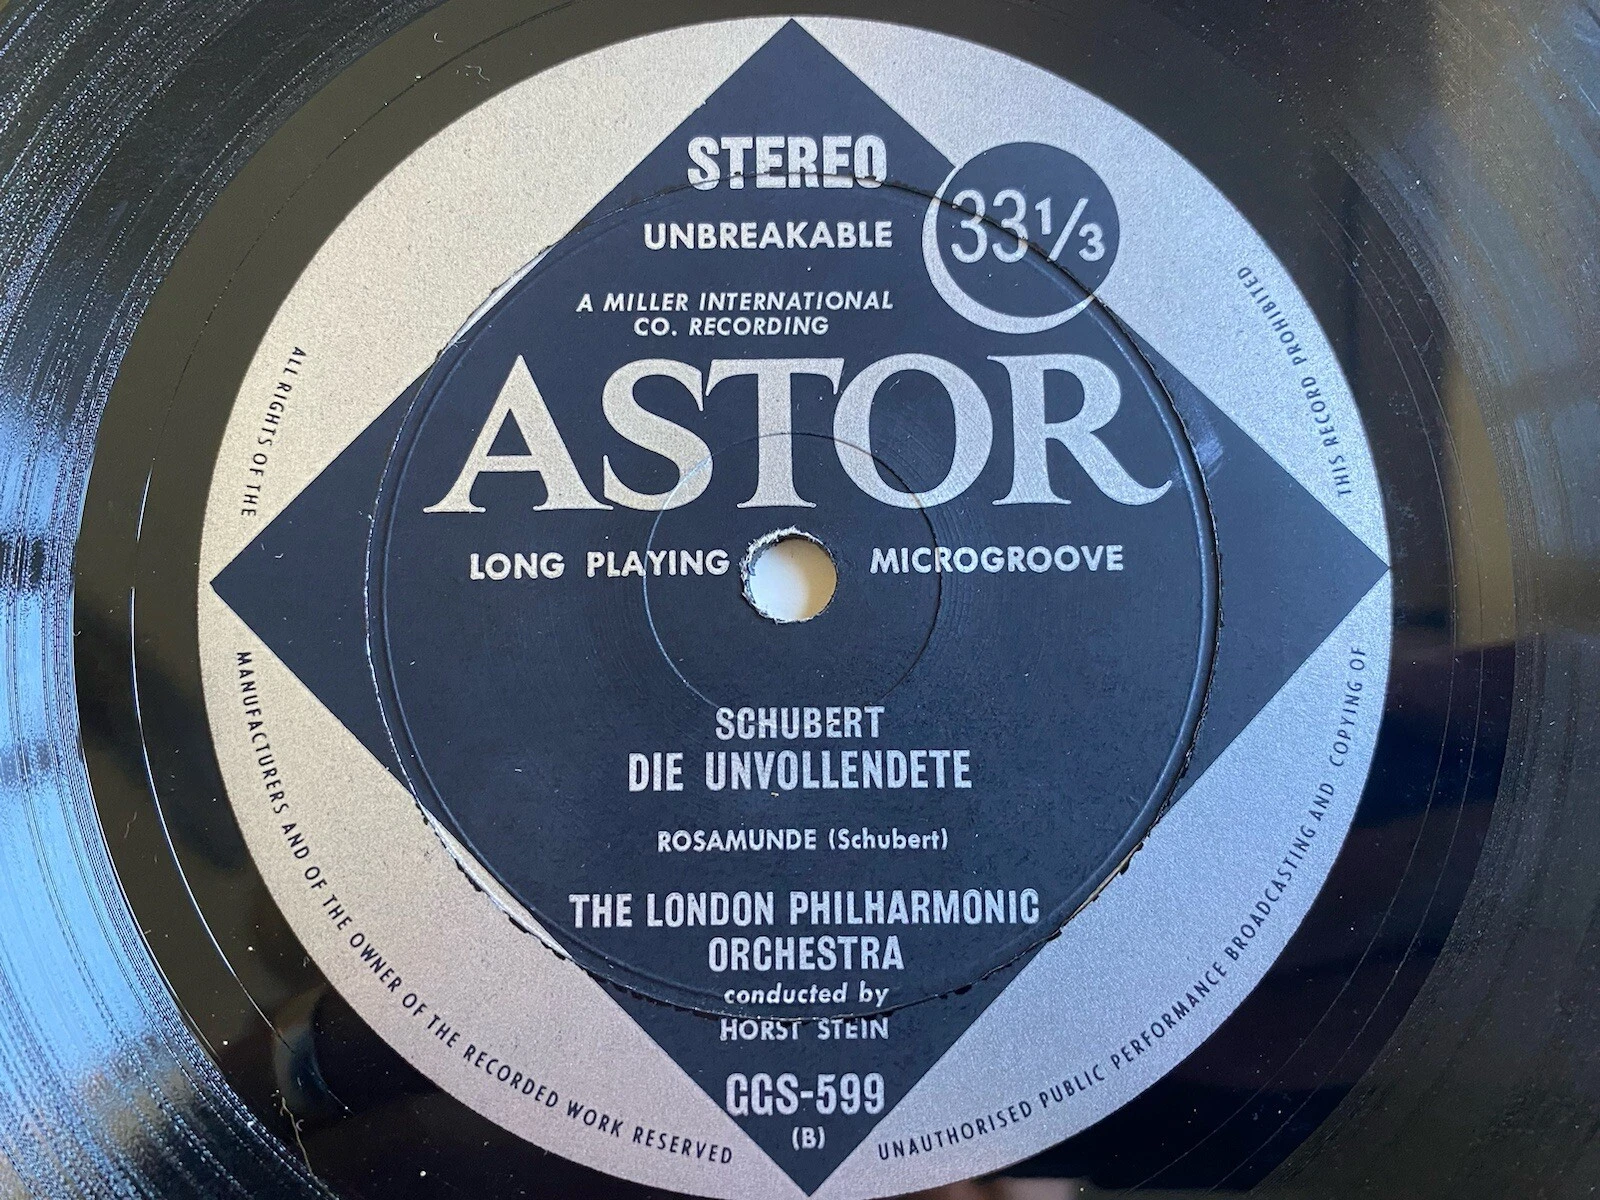 STEREO
UNBREAKABLE
33 1/3
A MILLER INTERNATIONAL
CO. RECORDING
ASTOR
LONG PLAYING MICROGROOVE
SCHUBERT
DIE UNVOLLENDETE
ROSAMUNDE (Schubert)
THE LONDON PHILHARMONIC
ORCHESTRA
conducted by
HORST STEIN
GGS-599
(B)
ALL RIGHTS OF THE
MANUFACTURERS AND OF THE OWNER OF THE RECORDED WORK RESERVED
UNAUTHORISED PUBLIC PERFORMANCE BROADCASTING AND COPYING OF
THIS RECORD PROHIBITED